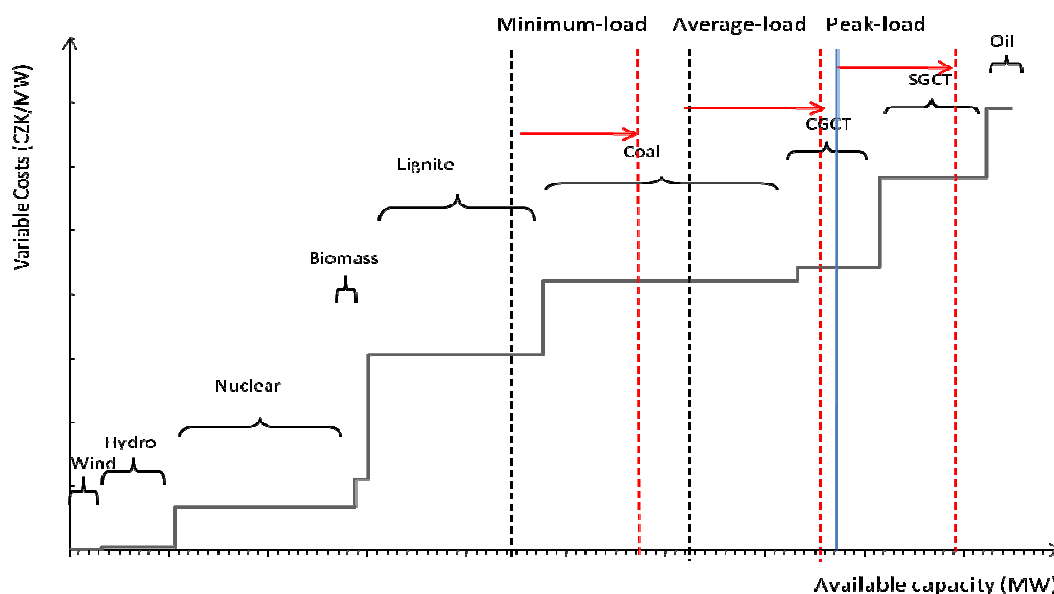 Minimum-load Average-load Peak-load
Oil
SGCT
CGCT
Coal
Lignite
Variable Costs (CZK/MW)
Biomass
Nuclear
Hydro
Wind
Available capacity (MW)